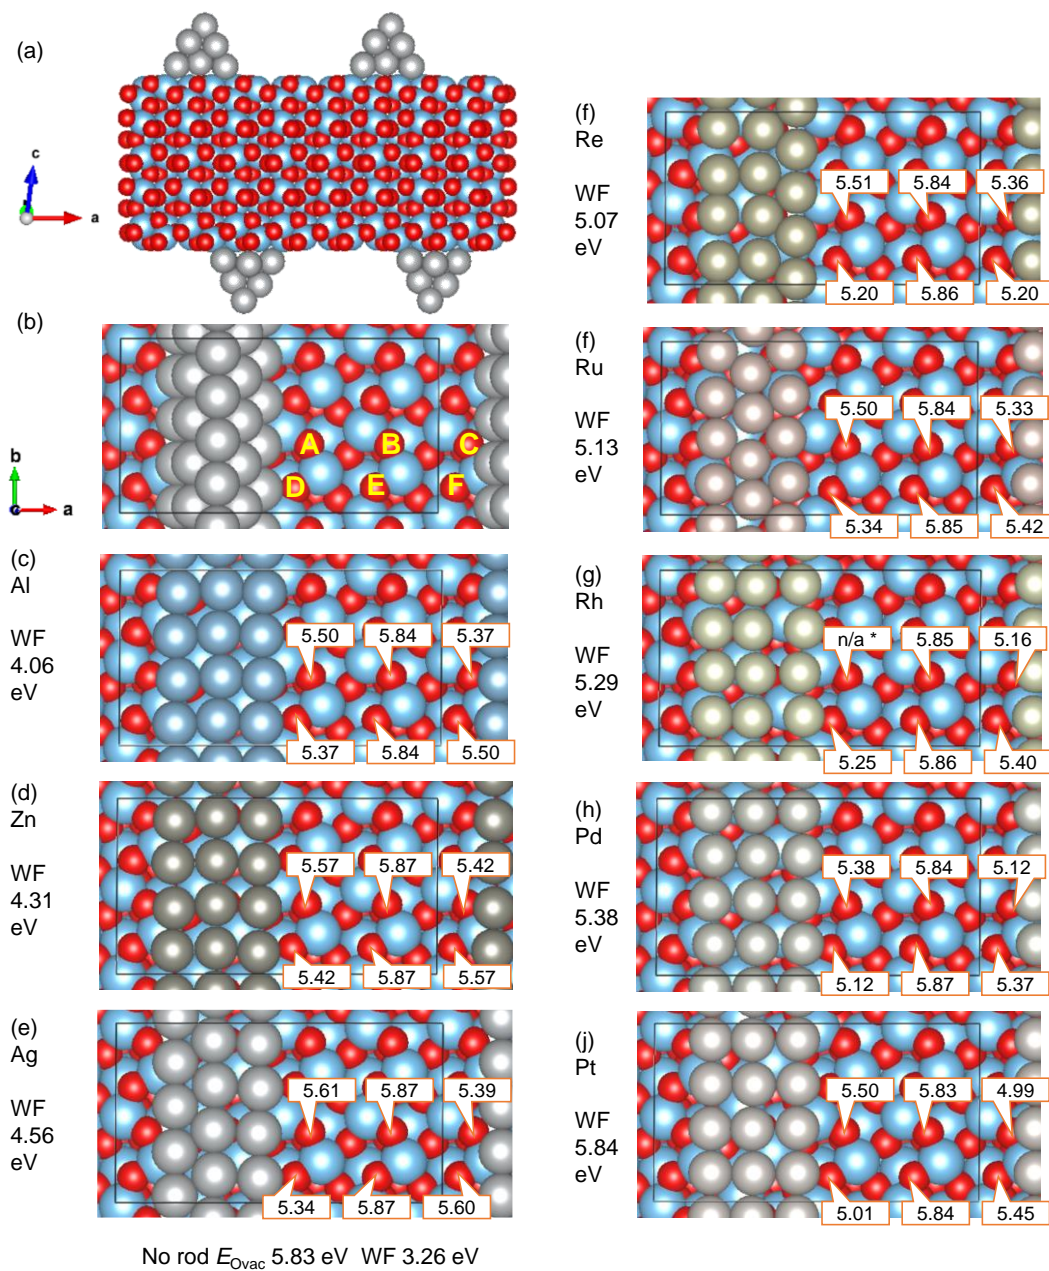 (a)
c
a
(b)
A B C
D E F
b
a
(c)
Al
WF
4.06
eV
5.50 5.84 5.37
5.37 5.84 5.50
(d)
Zn
WF
4.31
eV
5.57 5.87 5.42
5.42 5.87 5.57
(e)
Ag
WF
4.56
eV
5.61 5.87 5.39
5.34 5.87 5.60
No rod EOvac 5.83 eV WF 3.26 eV
(f)
Re
WF
5.07
eV
5.51 5.84 5.36
5.20 5.86 5.20
(f)
Ru
WF
5.13
eV
5.50 5.84 5.33
5.34 5.85 5.42
(g)
Rh
WF
5.29
eV
n/a * 5.85 5.16
5.25 5.86 5.40
(h)
Pd
WF
5.38
eV
5.38 5.84 5.12
5.12 5.87 5.37
(j)
Pt
WF
5.84
eV
5.50 5.83 4.99
5.01 5.84 5.45